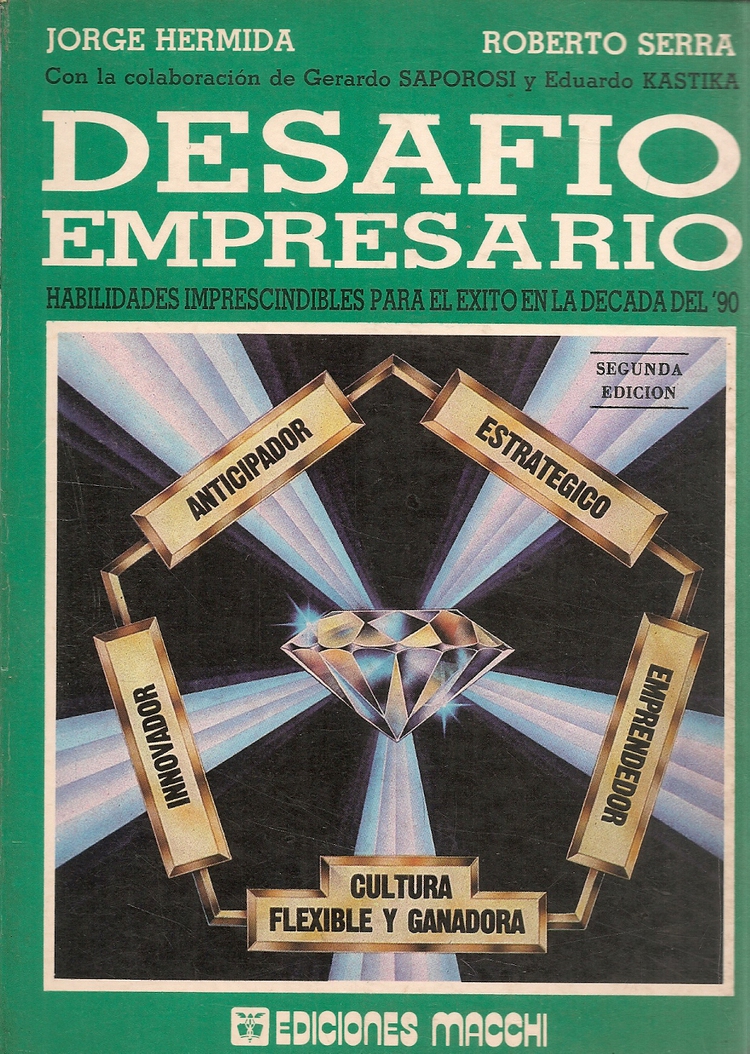 JORGE HERMIDA ROBERTO SERRA
Con la colaboración de Gerardo SAPOROSI y Eduardo KASTIKA
DESAFIO
EMPRESARIO
HABILIDADES IMPRESCINDIBLES PARA EL EXITO EN LA DECADA DEL '90
SEGUNDA
EDICION
ANTICIPADOR
ESTRATEGICO
INNOVADOR
EMPRENDEDOR
CULTURA
FLEXIBLE Y GANADORA
EDICIONES MACCHI